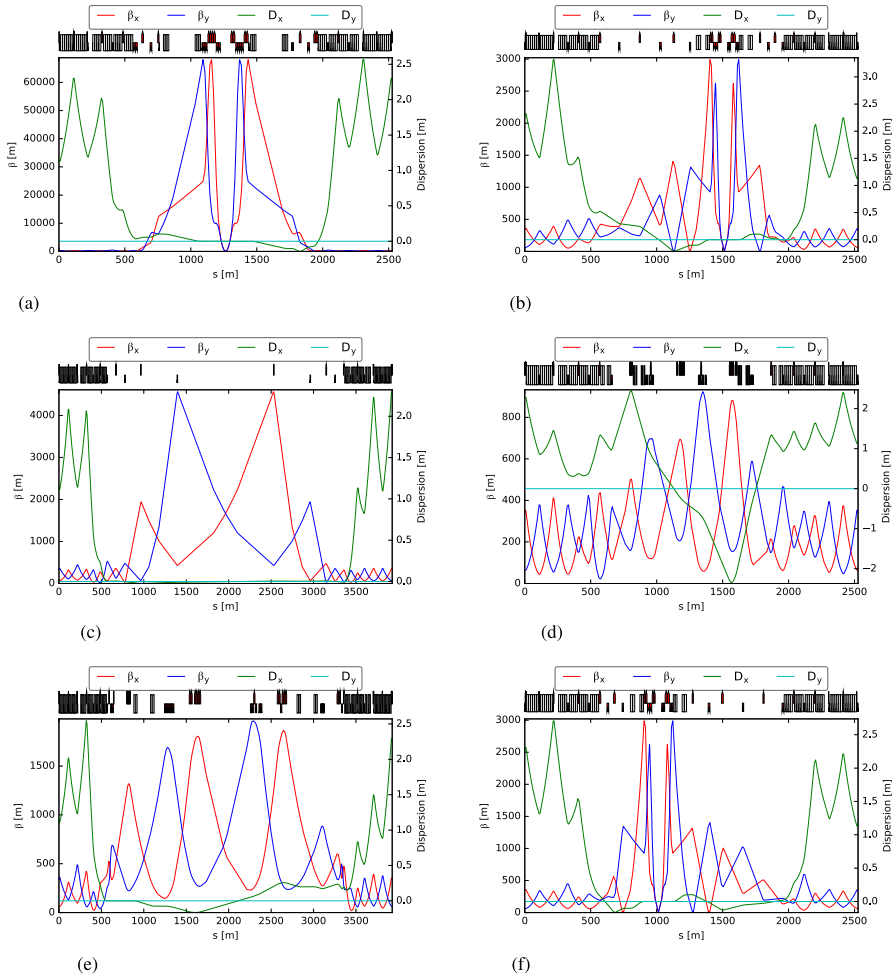 βx βy Dx Dy
70000
60000
50000
40000
30000
20000
10000
0
β [m]
2.5
2.0
1.5
1.0
0.5
0.0
Dispersion [m]
0 500 1000 1500 2000 2500
s [m]
(a)
βx βy Dx Dy
3000
2500
2000
1500
1000
500
0
β [m]
3.0
2.5
2.0
1.5
1.0
0.5
0.0
Dispersion [m]
0 500 1000 1500 2000 2500
s [m]
(b)
βx βy Dx Dy
4000
3500
3000
2500
2000
1500
1000
500
0
β [m]
2.0
1.5
1.0
0.5
0.0
Dispersion [m]
0 500 1000 1500 2000 2500 3000 3500
s [m]
(c)
βx βy Dx Dy
800
600
400
200
0
β [m]
2
1
0
−1
−2
Dispersion [m]
0 500 1000 1500 2000 2500
s [m]
(d)
βx βy Dx Dy
1500
1000
500
0
β [m]
2.5
2.0
1.5
1.0
0.5
0.0
Dispersion [m]
0 500 1000 1500 2000 2500 3000 3500
s [m]
(e)
βx βy Dx Dy
3000
2500
2000
1500
1000
500
0
β [m]
2.5
2.0
1.5
1.0
0.5
0.0
Dispersion [m]
0 500 1000 1500 2000 2500
s [m]
(f)